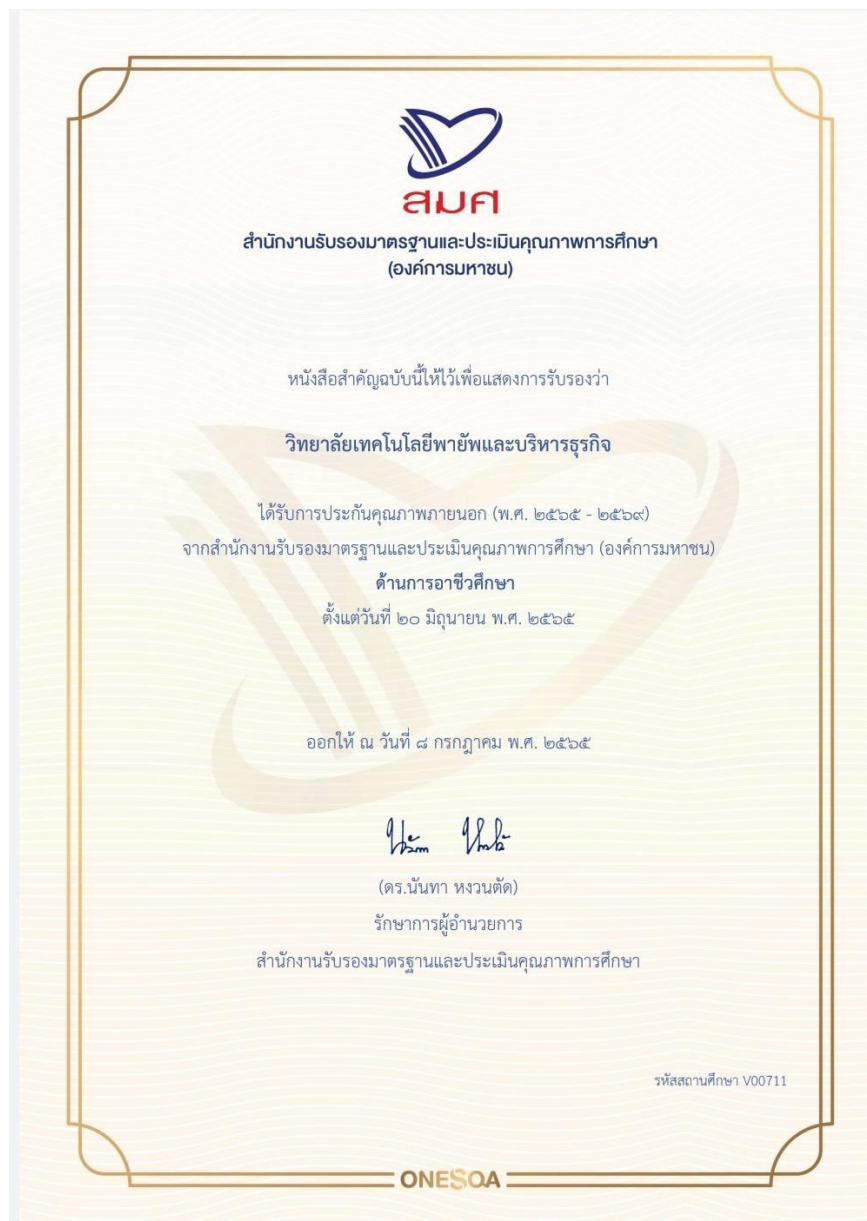 สมศ
สำนักงานรับรองมาตรฐานและประเมินคุณภาพการศึกษา
(องค์การมหาชน)
หนังสือสำคัญฉบับนี้ให้ไว้เพื่อแสดงการรับรองว่า
วิทยาลัยเทคโนโลยีพายัพและบริหารธุรกิจ
ได้รับการประกันคุณภาพภายนอก (พ.ศ. ๒๕๖๕ - ๒๕๖๙)
จากสำนักงานรับรองมาตรฐานและประเมินคุณภาพการศึกษา (องค์การมหาชน)
ด้านการอาชีวศึกษา
ตั้งแต่วันที่ ๒๐ มิถุนายน พ.ศ. ๒๕๖๕
ออกให้ ณ วันที่ ๘ กรกฎาคม พ.ศ. ๒๕๖๕
(ดร.นันทา หงวนตัด)
รักษาการผู้อำนวยการ
สำนักงานรับรองมาตรฐานและประเมินคุณภาพการศึกษา
รหัสสถานศึกษา V00711
ONESQA